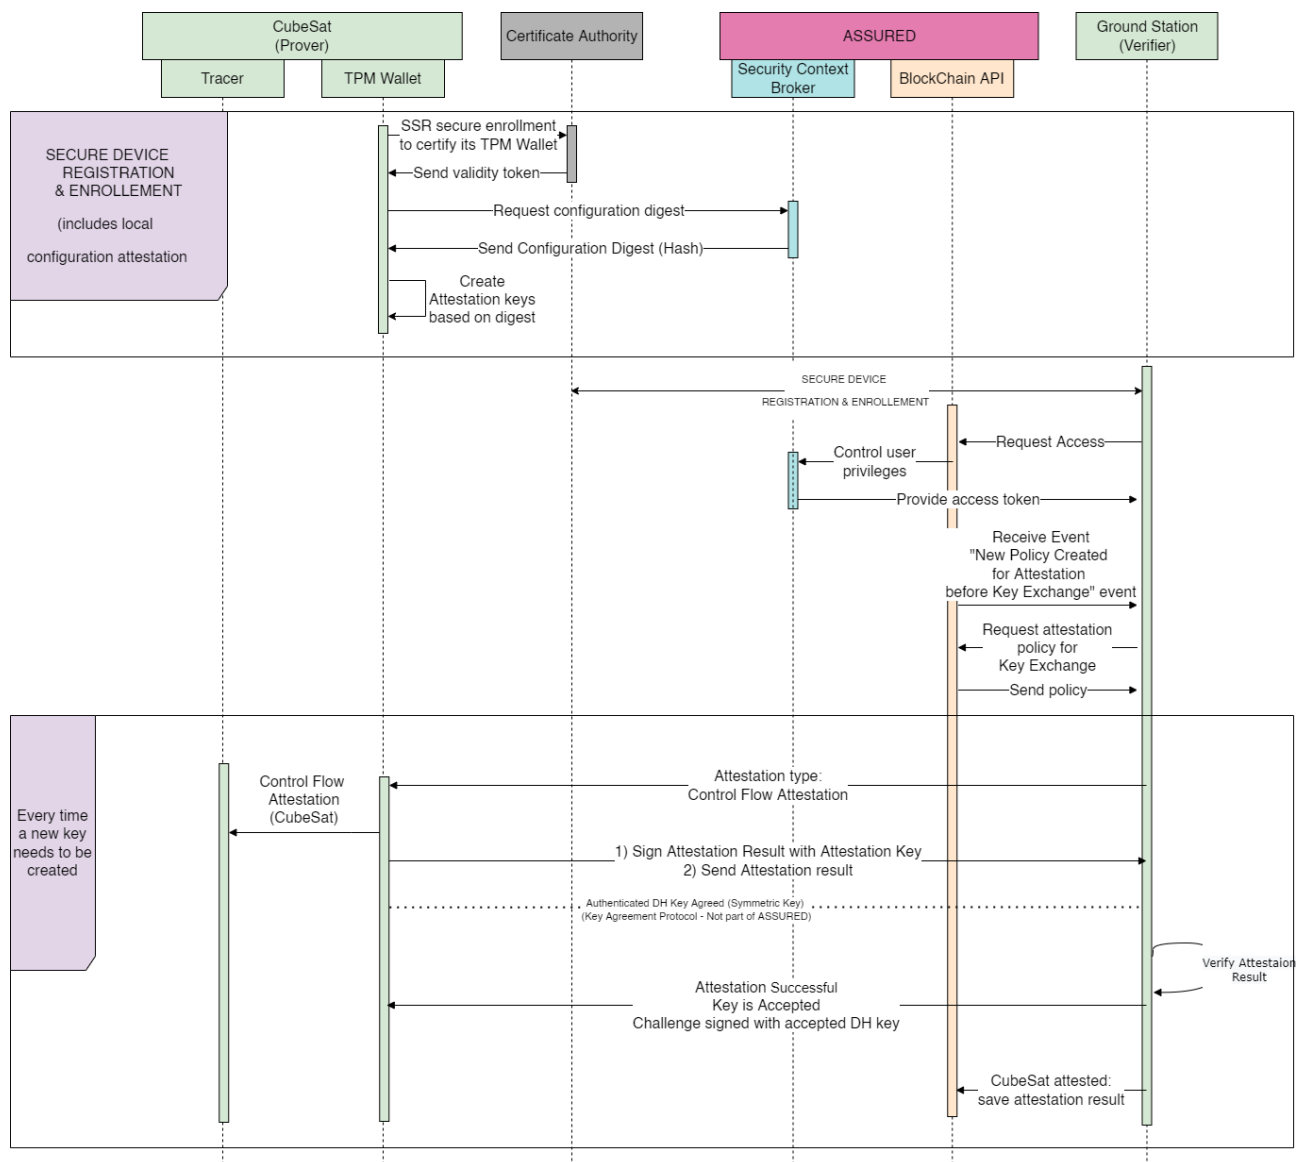 CubeSat
(Prover)
Certificate Authority
ASSURED
Ground Station
(Verifier)
Tracer
TPM Wallet
Security Context
Broker
BlockChain API
SECURE DEVICE
REGISTRATION
& ENROLLEMENT
(includes local
configuration attestation
SSR secure enrollment
to certify its TPM Wallet
Send validity token
Request configuration digest
Send Configuration Digest (Hash)
Create
Attestation keys
based on digest
SECURE DEVICE
REGISTRATION & ENROLLEMENT
Request Access
Control user
privileges
Provide access token
Receive Event
"New Policy Created
for Attestation
before Key Exchange" event
Request attestation
policy for
Key Exchange
Send policy
Every time
a new key
needs to be
created
Attestation type:
Control Flow Attestation
Control Flow
Attestation
(CubeSat)
1) Sign Attestation Result with Attestation Key
2) Send Attestation result
Authenticated DH Key Agreed (Symmetric Key)
(Key Agreement Protocol - Not part of ASSURED)
Verify Attestaion
Result
Attestation Successful
Key is Accepted
Challenge signed with accepted DH key
CubeSat attested:
save attestation result